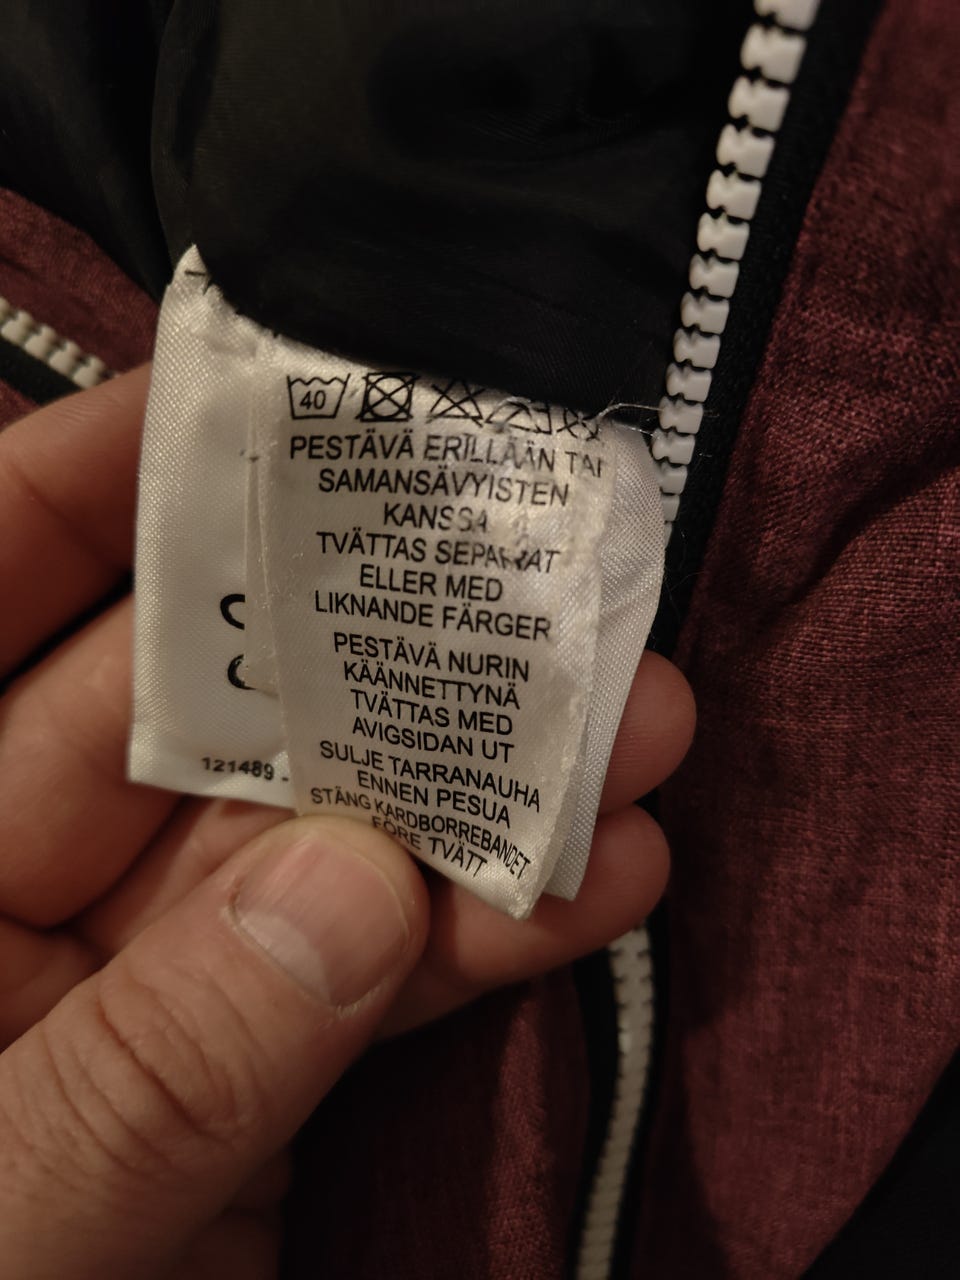 40
PESTÄVÄ ERILLÄÄN TAI
SAMANSÄVYISTEN
KANSSA
TVÄTTAS SEPARAT
ELLER MED
LIKNANDE FÄRGER
PESTÄVÄ NURIN
KÄÄNNETTYNÄ
TVÄTTAS MED
AVIGSIDAN UT
SULJE TARRANAUHA
ENNEN PESUA
STÄNG KARDBORREBANDET
FÖRE TVÄTT
121489 -